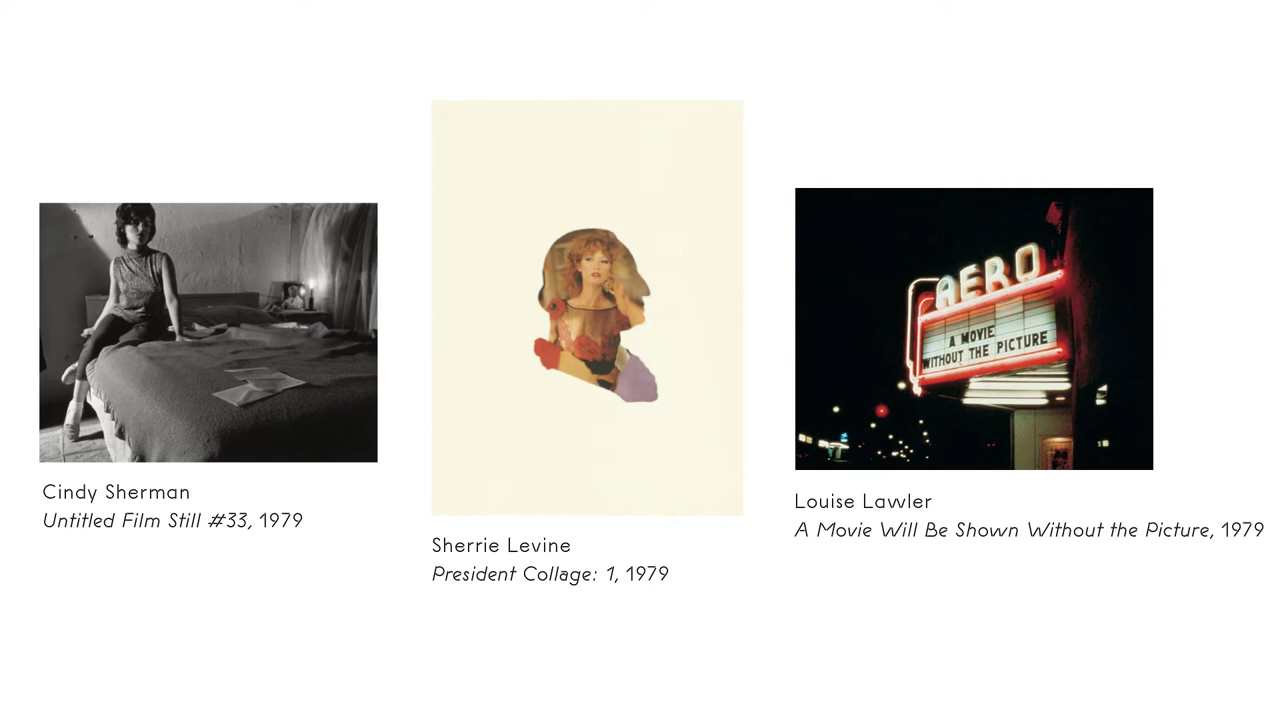 Cindy Sherman
Untitled Film Still #33, 1979
Sherrie Levine
President Collage: 1, 1979
AERO
A MOVIE
WITHOUT THE PICTURE
Louise Lawler
A Movie Will Be Shown Without the Picture, 1979